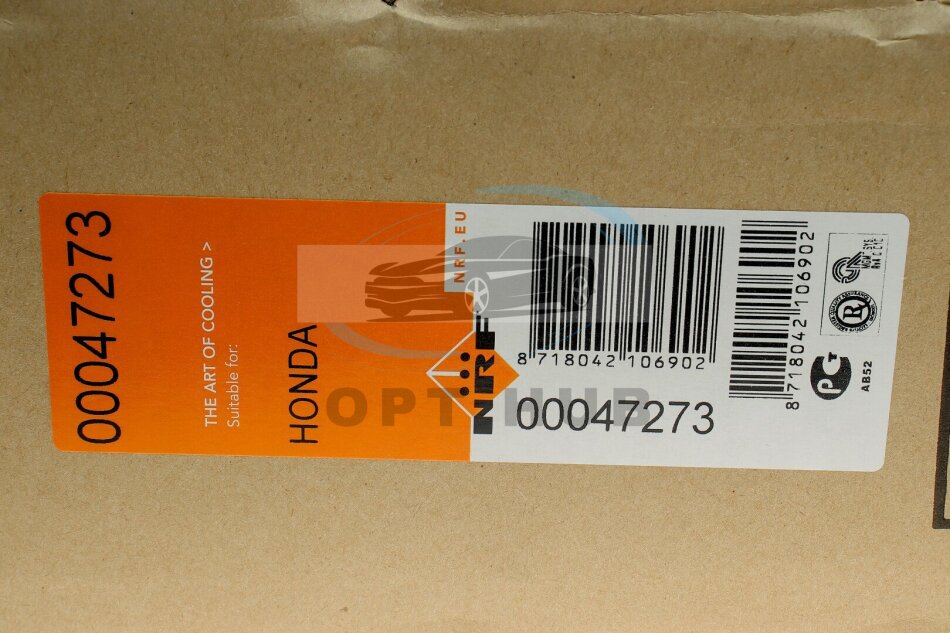 00047273
THE ART OF COOLING >
Suitable for:
HONDA
NRF.EU
NRF
8 718042 106902
00047273
8 718042 106902
AB52
OPTHUB